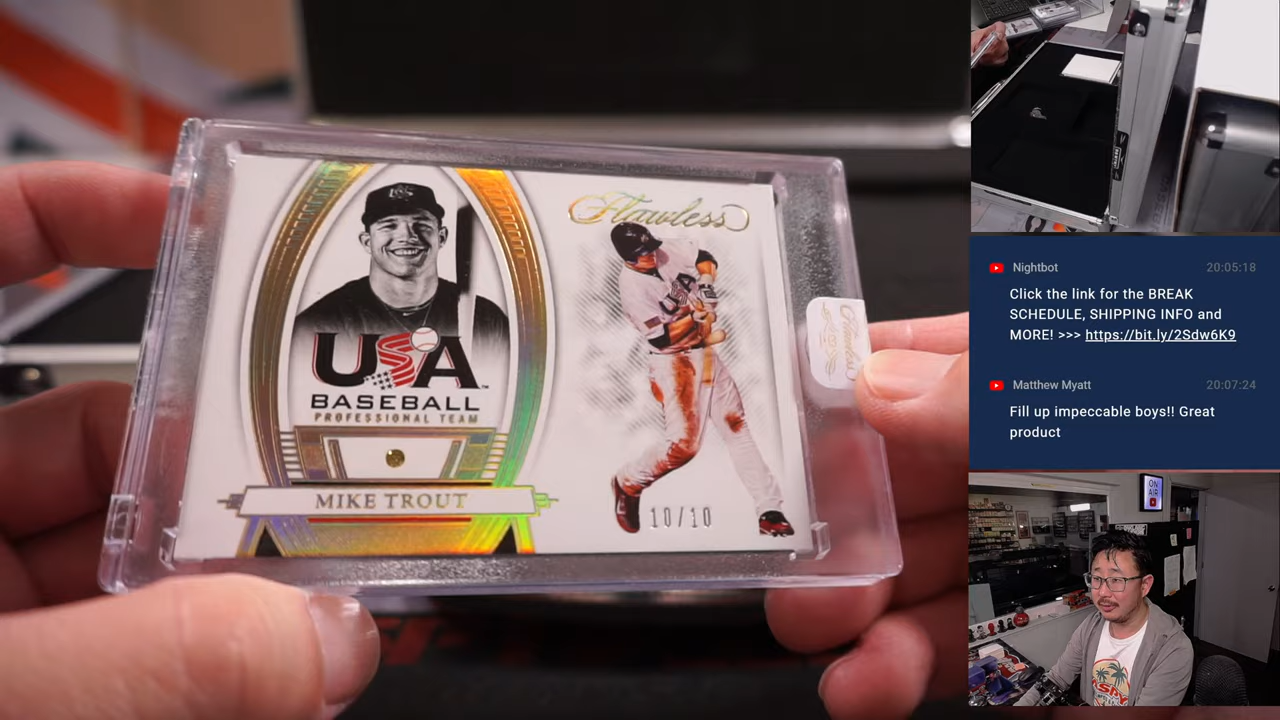 Flawless
USA
BASEBALL
PROFESSIONAL TEAM
MIKE TROUT
10/10
Flawless
Nightbot
20:05:18
Click the link for the BREAK
SCHEDULE, SHIPPING INFO and
MORE! >>> https://bit.ly/2Sdw6K9
Matthew Myatt
20:07:24
Fill up impeccable boys!! Great
product
ON
AIR